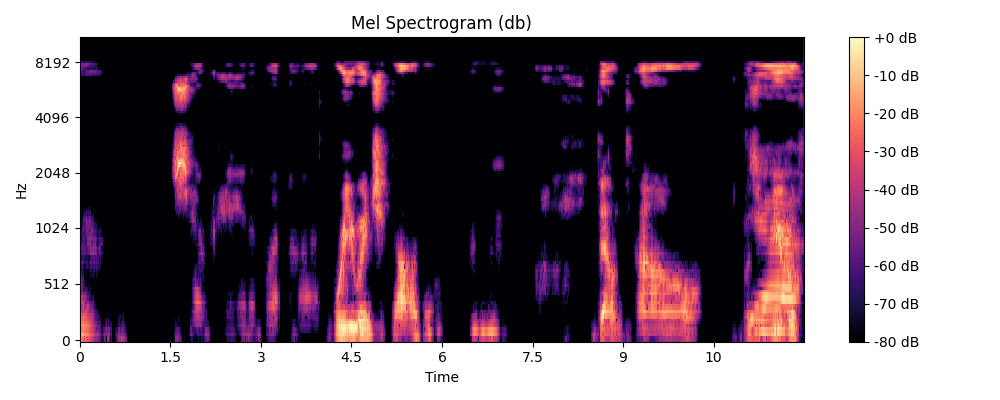 Mel Spectrogram (db)
+0 dB
8192
-10 dB
4096
-20 dB
-30 dB
2048
Hz
-40 dB
1024
-50 dB
512
-60 dB
-70 dB
0
-80 dB
0 1.5 3 4.5 6 7.5 9 10
Time